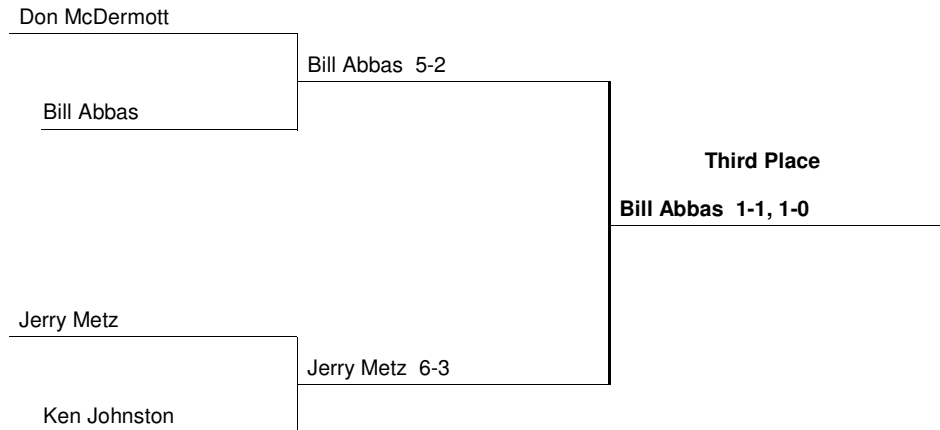 Don McDermott
Bill Abbas 5-2
Bill Abbas
Third Place
Bill Abbas 1-1, 1-0
Jerry Metz
Jerry Metz 6-3
Ken Johnston